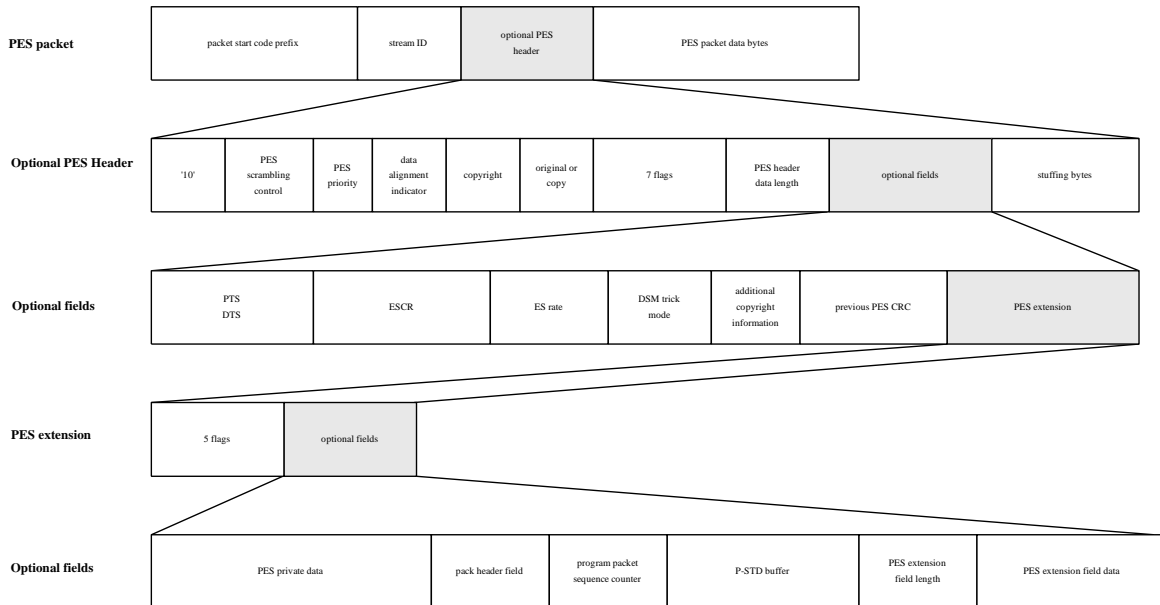 PES packet
packet start code prefix
stream ID
optional PES
header
PES packet data bytes
Optional PES Header
'10'
PES
scrambling
control
PES
priority
data
alignment
indicator
copyright
original or
copy
7 flags
PES header
data length
optional fields
stuffing bytes
Optional fields
PTS
DTS
ESCR
ES rate
DSM trick
mode
additional
copyright
information
previous PES CRC
PES extension
PES extension
5 flags
optional fields
Optional fields
PES private data
pack header field
program packet
sequence counter
P-STD buffer
PES extension
field length
PES extension field data